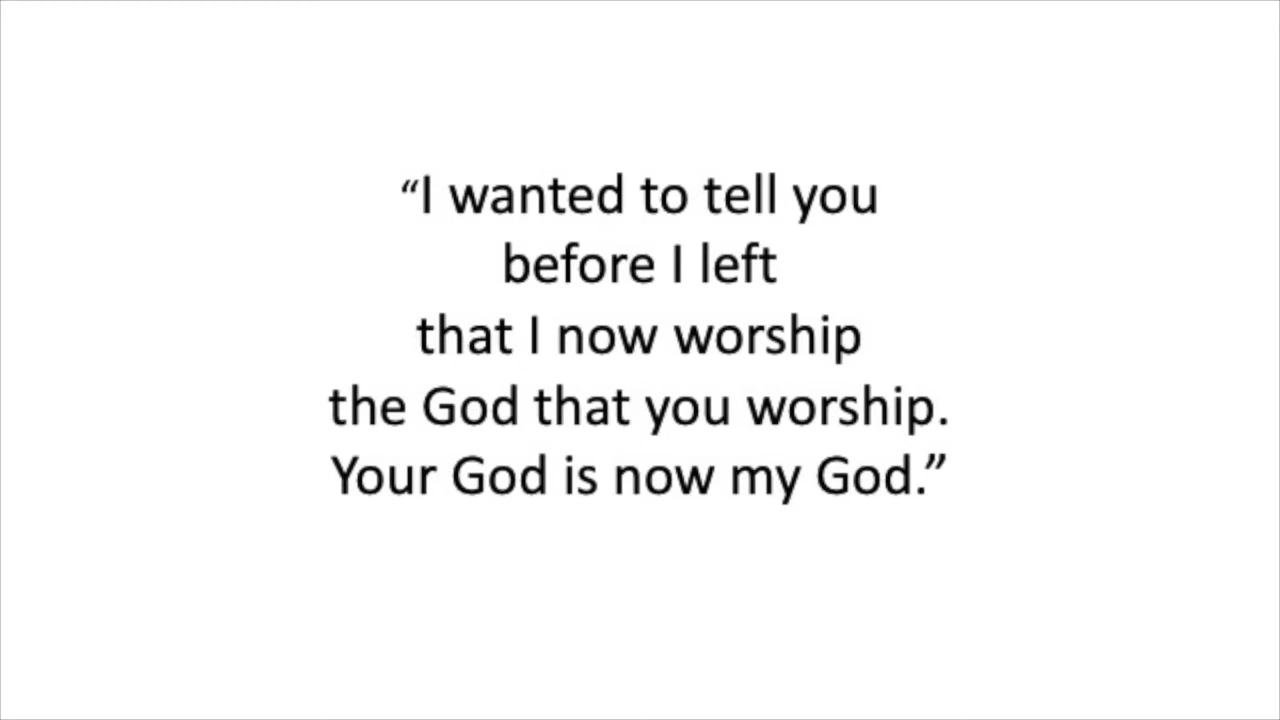 “I wanted to tell you
before I left
that I now worship
the God that you worship.
Your God is now my God.”